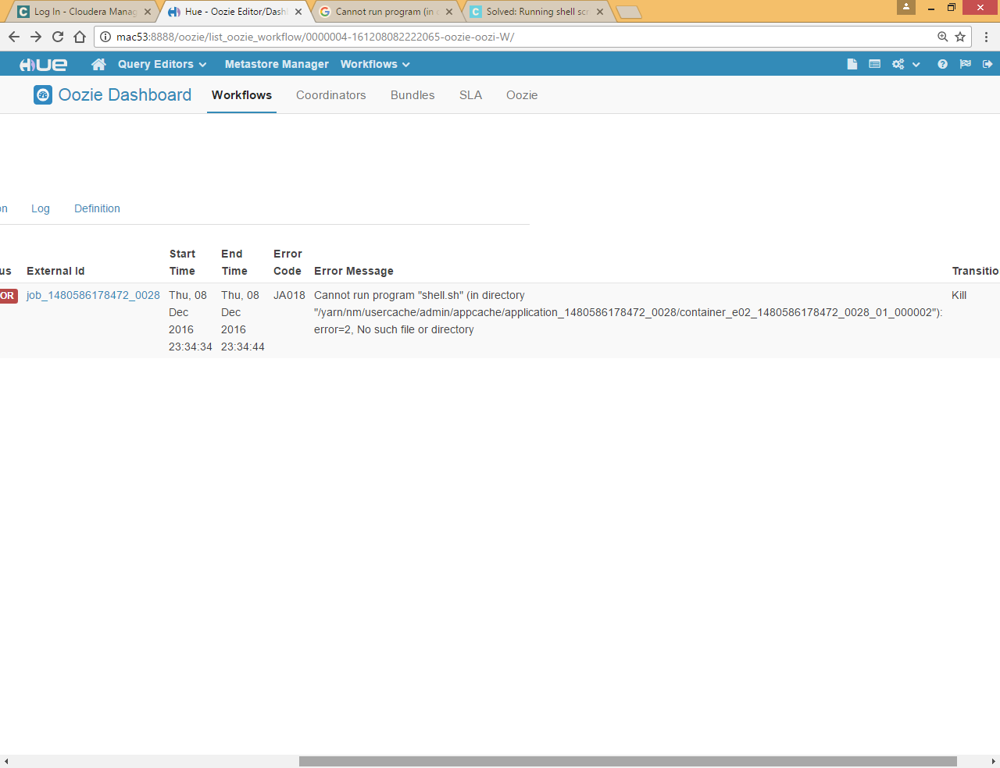 Log In - Cloudera Manag
Hue - Oozie Editor/Dash
Cannot run program (in d
Solved: Running shell scr
mac53:8888/oozie/list_oozie_workflow/0000004-161208082222065-oozie-oozi-W/
HUE Query Editors Metastore Manager Workflows
Oozie Dashboard Workflows Coordinators Bundles SLA Oozie
on Log Definition
us External Id Start Time End Time Error Code Error Message Transitio
OR job_1480586178472_0028 Thu, 08 Dec 2016 23:34:34 Thu, 08 Dec 2016 23:34:44 JA018 Cannot run program "shell.sh" (in directory
"/yarn/nm/usercache/admin/appcache/application_1480586178472_0028/container_e02_1480586178472_0028_01_000002"):
error=2, No such file or directory
Kill